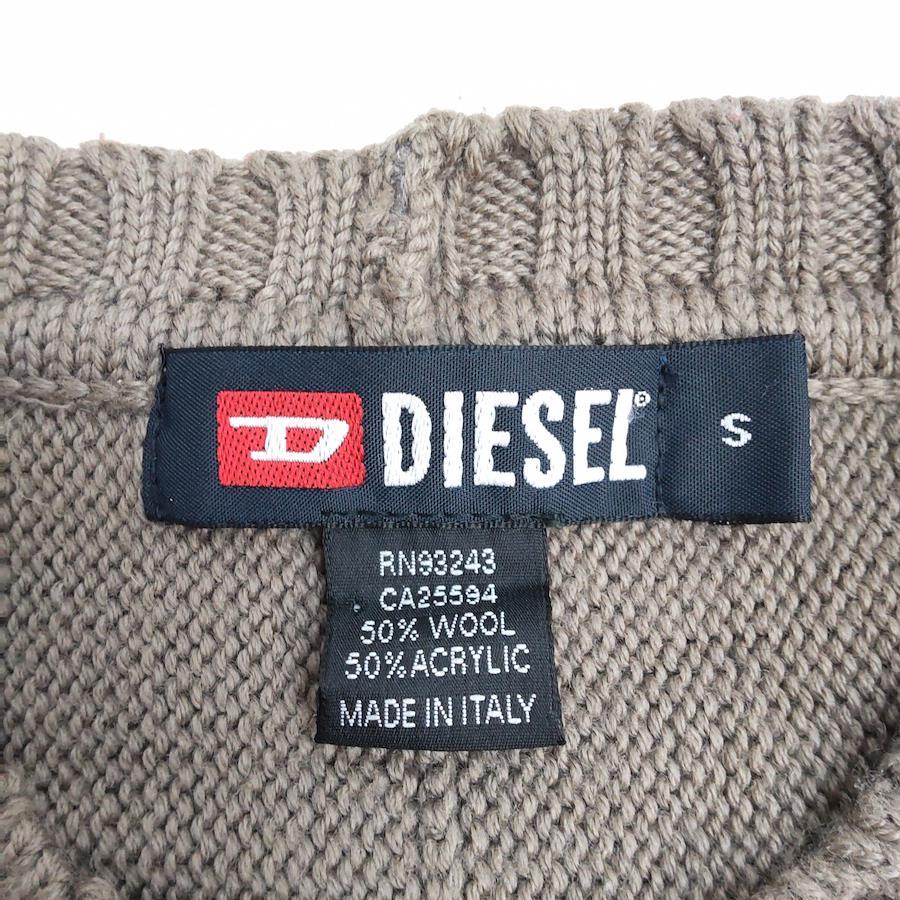 D DIESEL® S
RN93243
CA25594
50% WOOL
50% ACRYLIC
MADE IN ITALY